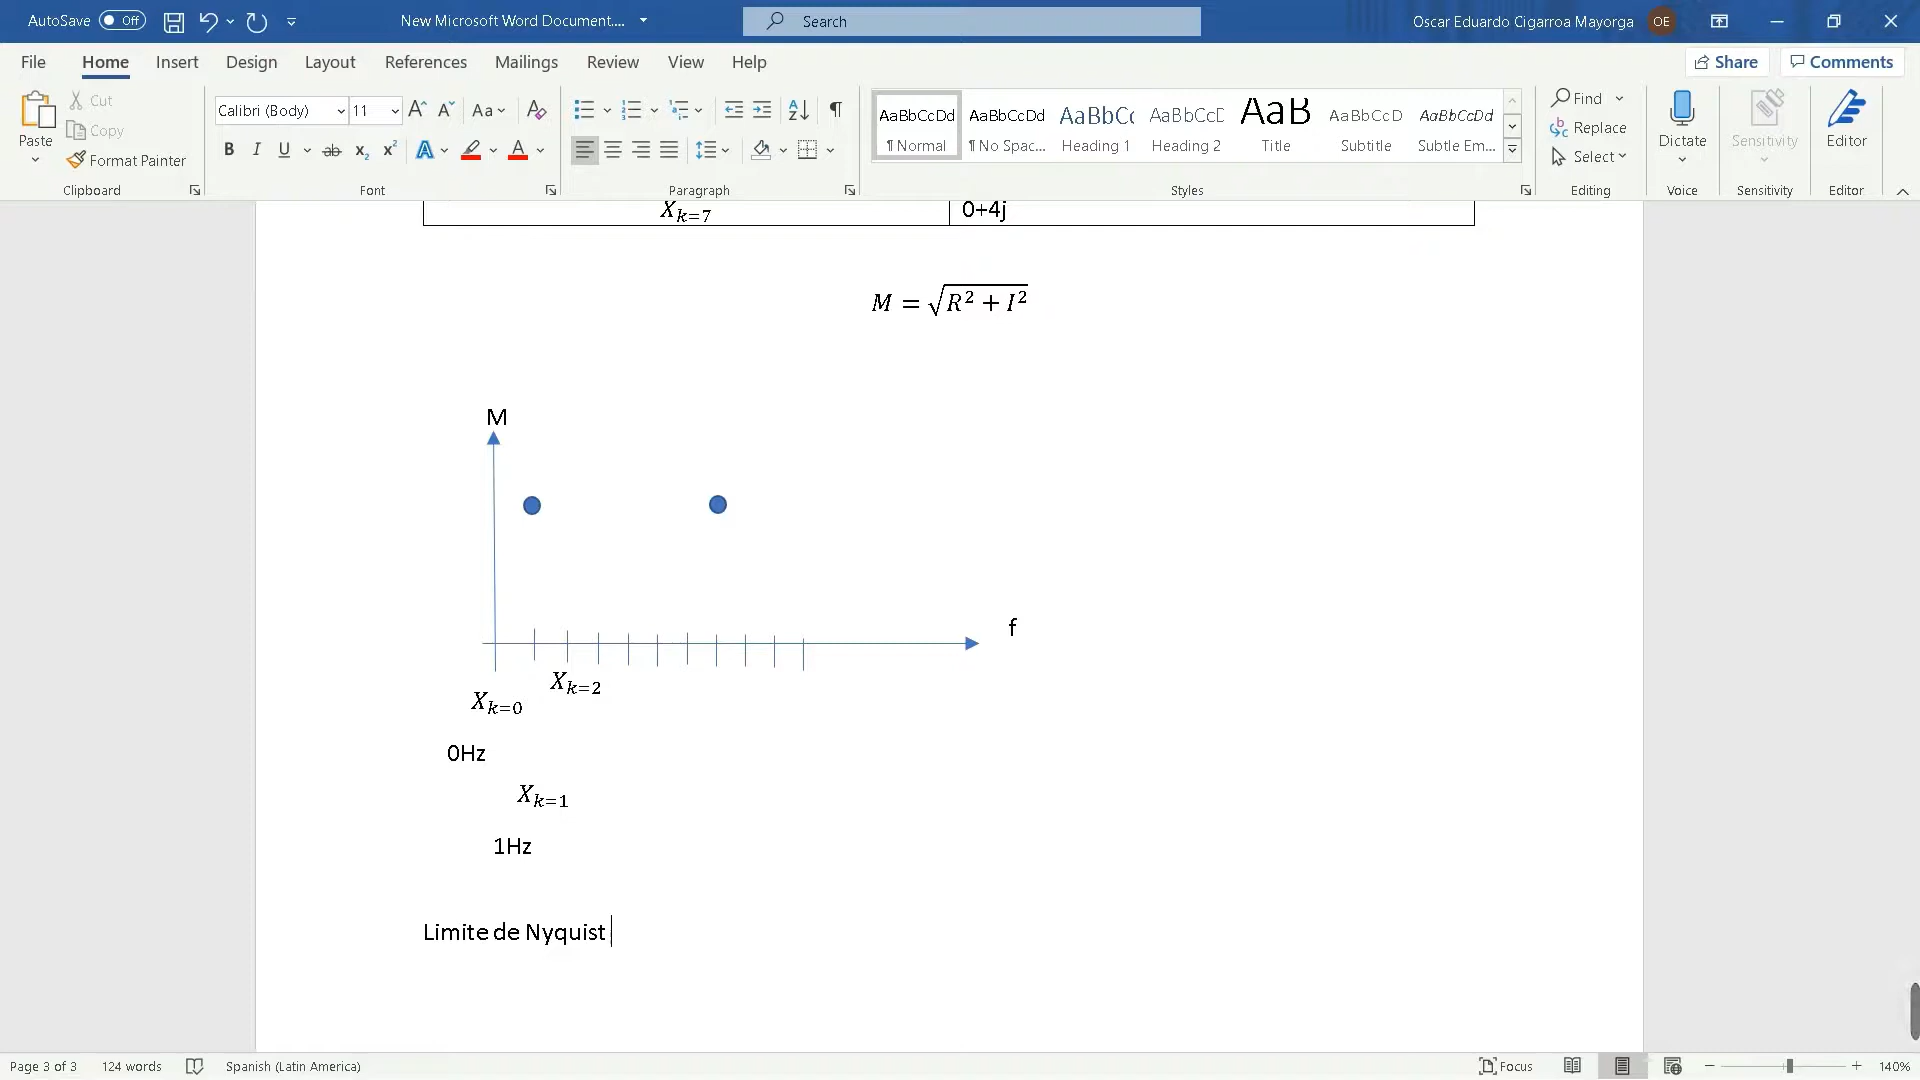 AutoSave Off New Microsoft Word Document.... Search Oscar Eduardo Cigarroa Mayorga OE
File Home Insert Design Layout References Mailings Review View Help Share Comments
Paste Cut Copy Format Painter Clipboard
Calibri (Body) 11 Aa B I U ab x₂ x² A A Font
Paragraph
AaBbCcDd AaBbCcDd AaBbCc AaBbCcD AaB AaBbCcD AaBbCcDd
¶ Normal ¶ No Spac... Heading 1 Heading 2 Title Subtitle Subtle Em...
Styles
Find Replace Select Editing
Dictate Voice
Sensitivity Sensitivity
Editor Editor
X_{k=7} 0+4j
M = √(R² + I²)
M
f
X_{k=2}
X_{k=0}
0Hz
X_{k=1}
1Hz
Limite de Nyquist
Page 3 of 3 124 words Spanish (Latin America) Focus 140%